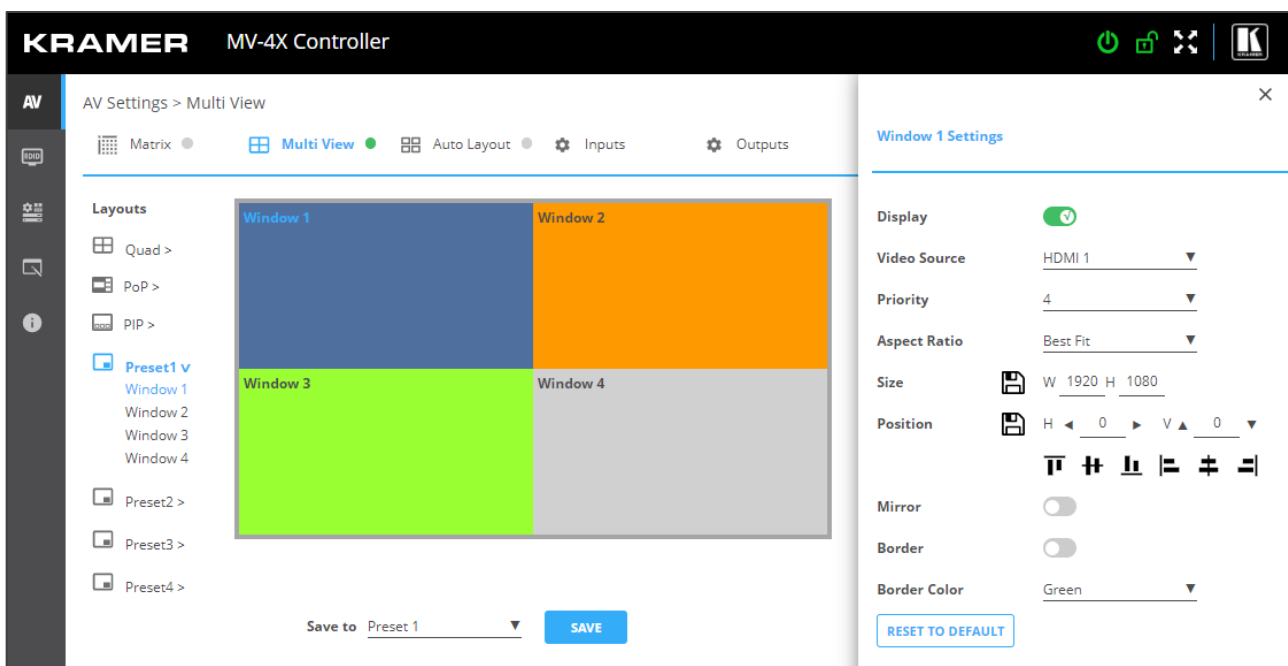 KRAMER MV-4X Controller
KRAMER
AV
AV Settings > Multi View
Matrix Multi View Auto Layout Inputs Outputs
EDID
Layouts
Quad >
PoP >
PIP >
Preset1 v
Window 1
Window 2
Window 3
Window 4
Preset2 >
Preset3 >
Preset4 >
Window 1
Window 2
Window 3
Window 4
Save to Preset 1 SAVE
Window 1 Settings
Display
Video Source HDMI 1
Priority 4
Aspect Ratio Best Fit
Size W 1920 H 1080
Position H 0 V 0
Mirror
Border
Border Color Green
RESET TO DEFAULT